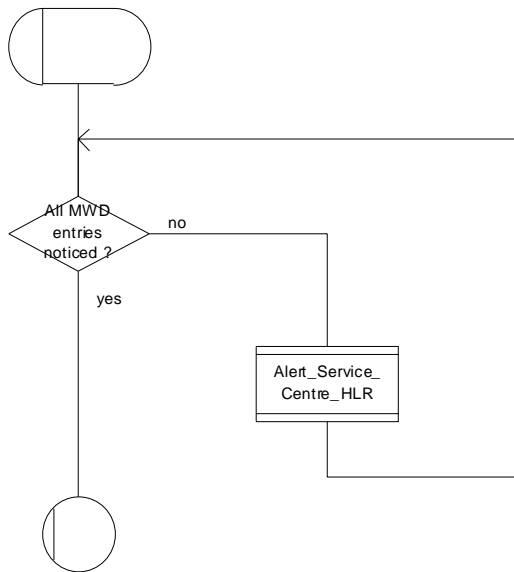 All MWD
entries
noticed ?
no
yes
Alert_Service_
Centre_HLR